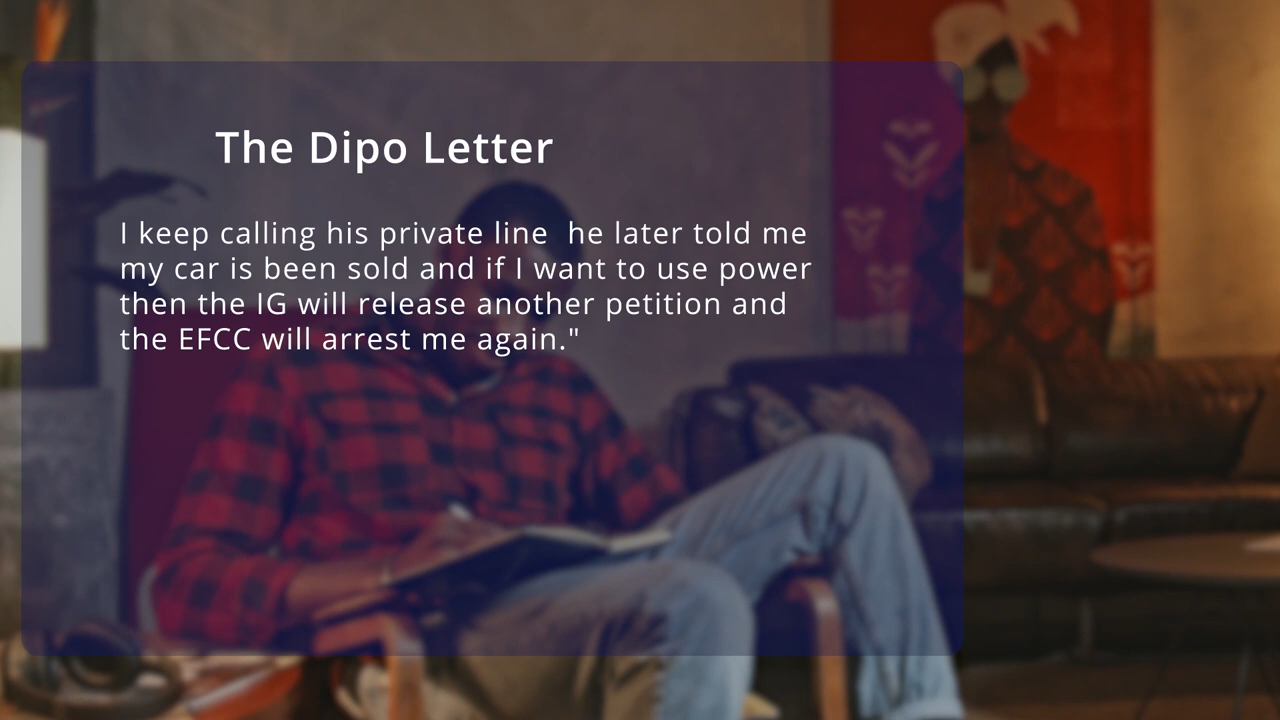 The Dipo Letter
I keep calling his private line  he later told me
my car is been sold and if I want to use power
then the IG will release another petition and
the EFCC will arrest me again."